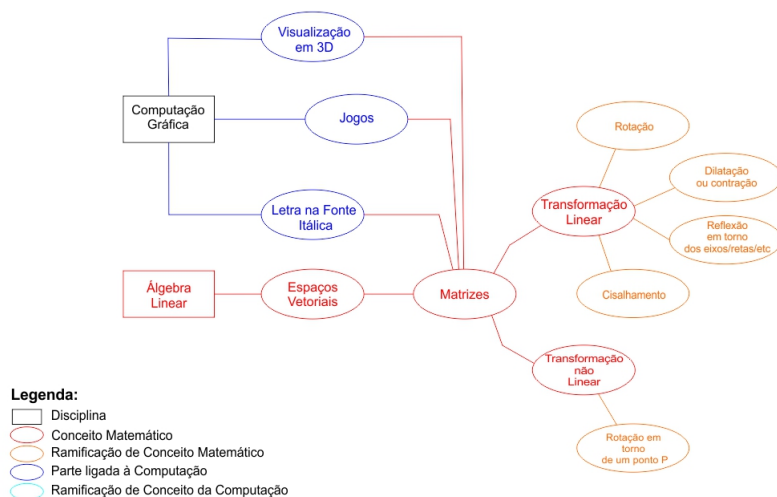 Visualização
em 3D
Computação
Gráfica
Jogos
Rotação
Dilatação
ou contração
Letra na Fonte
Itálica
Transformação
Linear
Reflexão
em torno
dos eixos/retas/etc
Álgebra
Linear
Espaços
Vetoriais
Matrizes
Cisalhamento
Transformação
não
Linear
Legenda:
Disciplina
Conceito Matemático
Ramificação de Conceito Matemático
Parte ligada à Computação
Ramificação de Conceito da Computação
Rotação em
torno
de um ponto P